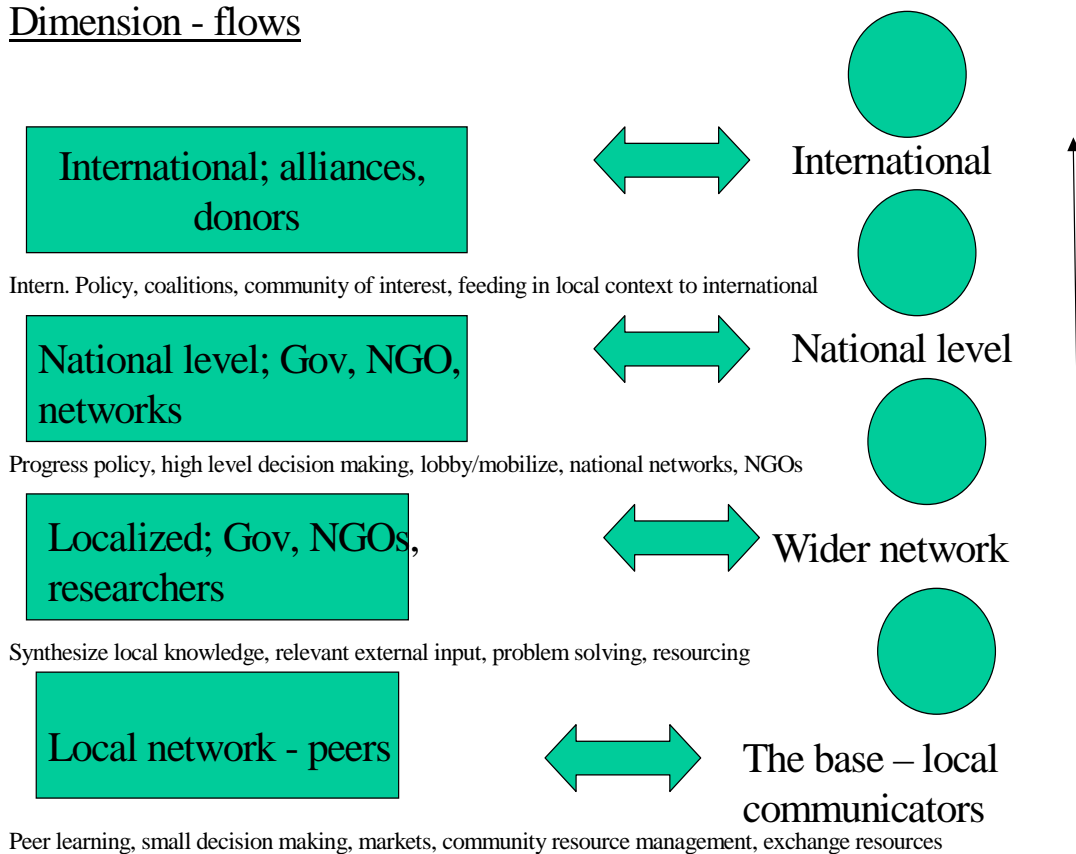 Dimension - flows
International; alliances,
donors
International
Intern. Policy, coalitions, community of interest, feeding in local context to international
National level; Gov, NGO,
networks
National level
Progress policy, high level decision making, lobby/mobilize, national networks, NGOs
Localized; Gov, NGOs,
researchers
Wider network
Synthesize local knowledge, relevant external input, problem solving, resourcing
Local network - peers
The base – local
communicators
Peer learning, small decision making, markets, community resource management, exchange resources